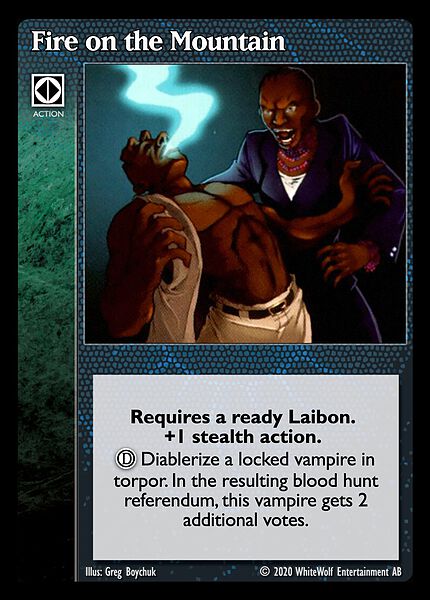 Fire on the Mountain
ACTION
Requires a ready Laibon.
+1 stealth action.
Ⓓ Diablerize a locked vampire in
torpor. In the resulting blood hunt
referendum, this vampire gets 2
additional votes.
Illus: Greg Boychuk © 2020 WhiteWolf Entertainment AB